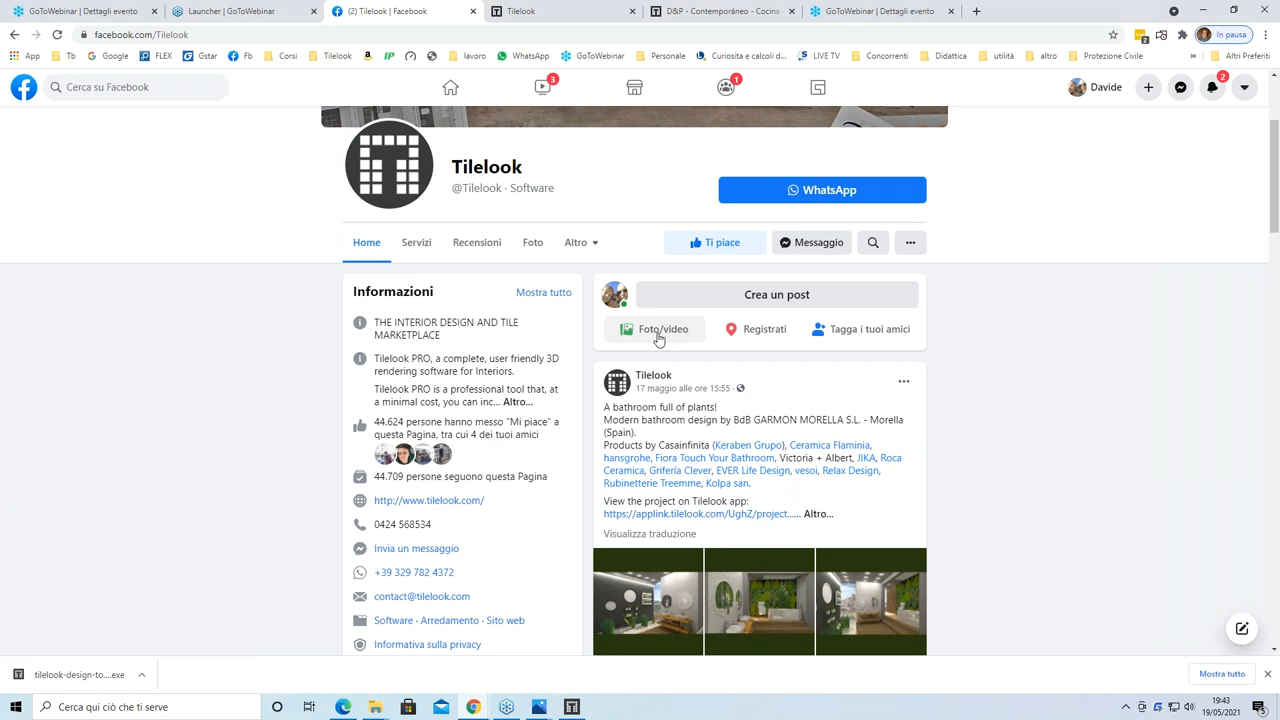 GoToWebinar - Dettagli evento
Launcher | GoToWebinar
(2) Tilelook | Facebook
Tilelook
D&P - Contemporáneo - Cocina
GoToWebinar - Dettagli evento
facebook.com/Tilelook
2
In pausa
App
Tb
Google
FLEX
Gstar
Fb
Corsi
Tilelook
IP
lavoro
WhatsApp
GoToWebinar
Personale
Curiosita e calcoli d...
LIVE TV
Concorrenti
Didattica
utilità
altro
Protezione Civile
»
Altri Preferiti
Cerca su Facebook
3
1
Davide
2
Tilelook
@Tilelook · Software
WhatsApp
Home
Servizi
Recensioni
Foto
Altro
Ti piace
Messaggio
Informazioni
Mostra tutto
THE INTERIOR DESIGN AND TILE
MARKETPLACE
Tilelook PRO, a complete, user friendly 3D
rendering software for Interiors.
Tilelook PRO is a professional tool that, at
a minimal cost, you can inc... Altro...
44.624 persone hanno messo "Mi piace" a
questa Pagina, tra cui 4 dei tuoi amici
44.709 persone seguono questa Pagina
http://www.tilelook.com/
0424 568534
Invia un messaggio
+39 329 782 4372
contact@tilelook.com
Software · Arredamento · Sito web
Informativa sulla privacy
Crea un post
Foto/video
Registrati
Tagga i tuoi amici
Tilelook
17 maggio alle ore 15:55 ·
A bathroom full of plants!
Modern bathroom design by BdB GARMON MORELLA S.L. - Morella
(Spain).
Products by Casainfinita (Keraben Grupo), Ceramica Flaminia,
hansgrohe, Fiora Touch Your Bathroom, Victoria + Albert, JIKA, Roca
Ceramica, Grifería Clever, EVER Life Design, vesoi, Relax Design,
Rubinetterie Treemme, Kolpa san.
View the project on Tilelook app:
https://applink.tilelook.com/UghZ/project...... Altro...
Visualizza traduzione
tilelook-design-to....exe
Mostra tutto
Cerca qui ciò che ti serve
19:43
19/05/2021